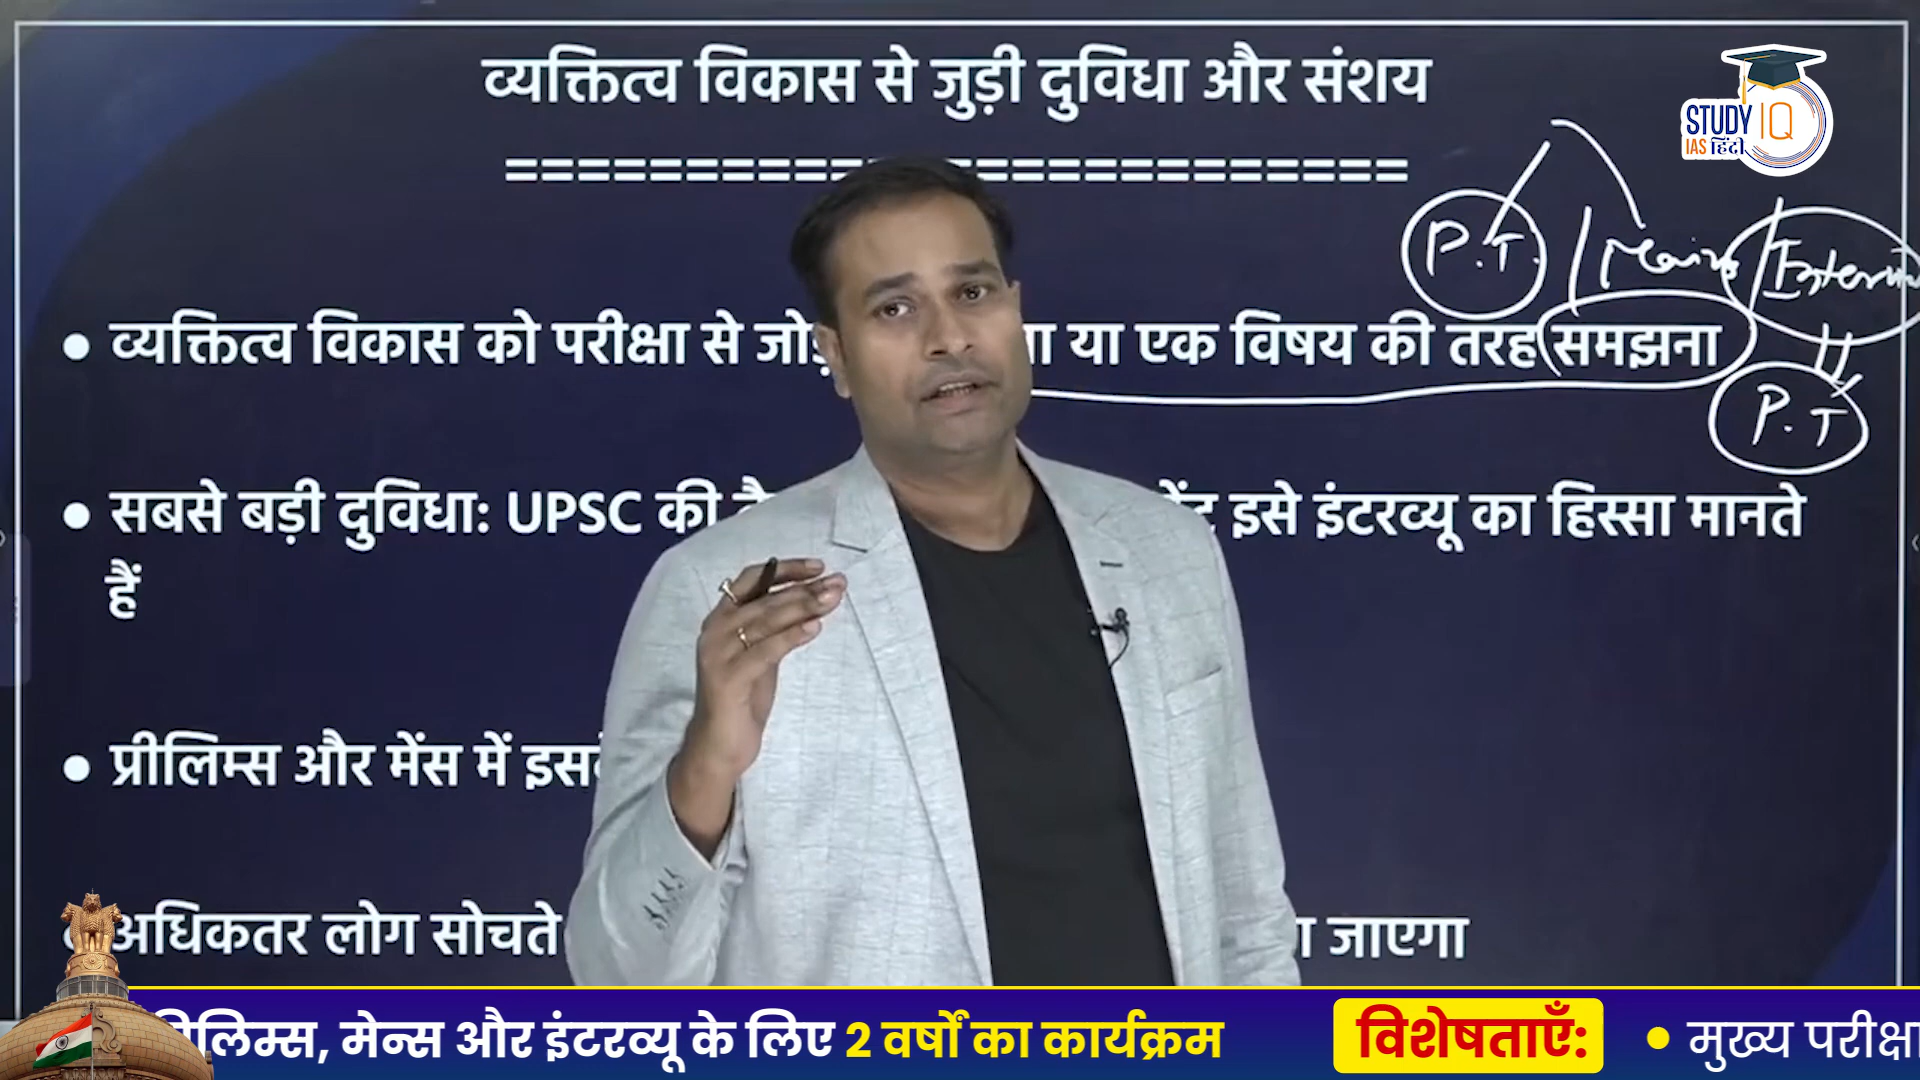 व्यक्तित्व विकास से जुड़ी दुविधा और संशय
=========================
STUDY IQ
IAS हिंदी
P.T. / Mains /
व्यक्तित्व विकास को परीक्षा से या एक विषय की तरह समझना
P.T
सबसे बड़ी दुविधा: UPSC की इसे इंटरव्यू का हिस्सा मानते
हैं
प्रीलिम्स और मेंस में
अधिकतर लोग सोचते जाएगा
मेन्स और इंटरव्यू के लिए 2 वर्षों का कार्यक्रम
विशेषताएँ:
• मुख्य परीक्षा